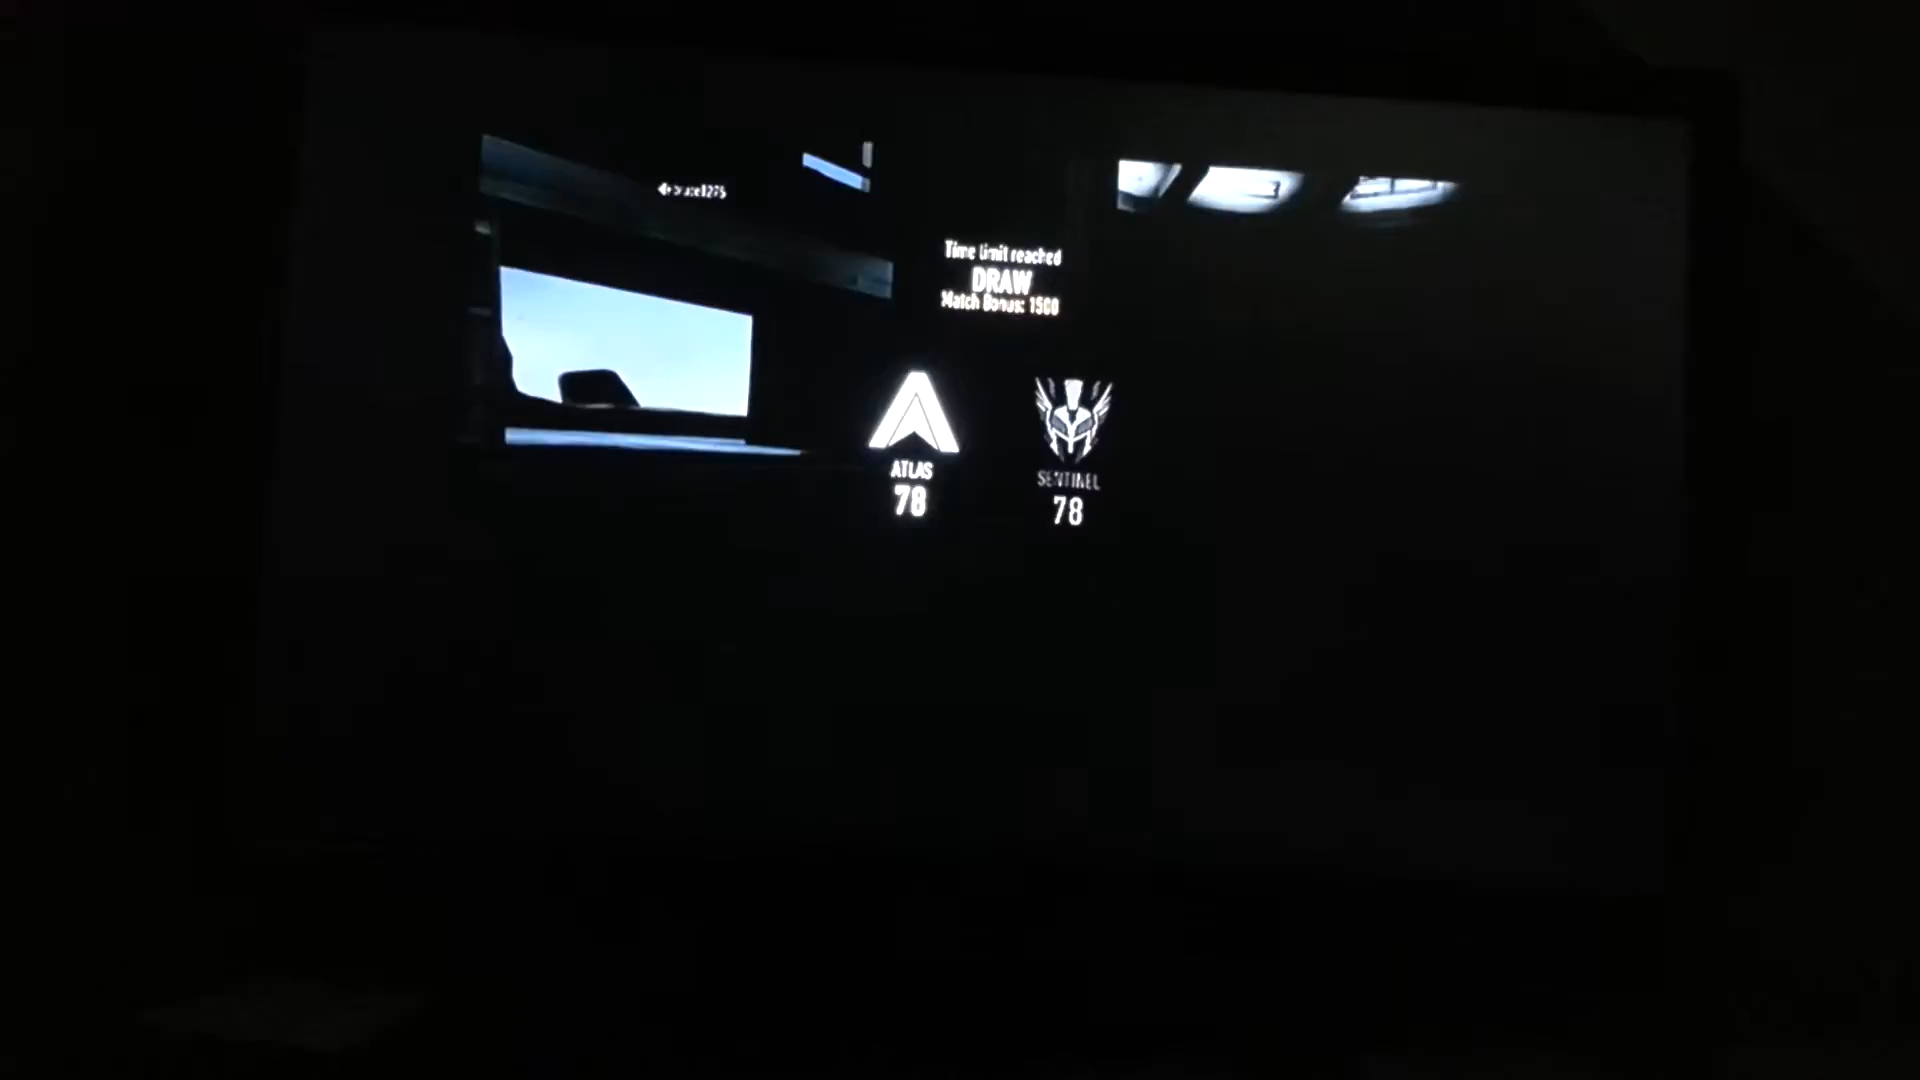 Time limit reached
DRAW
Match Bonus: 1500
ATLAS
78
SENTINEL
78